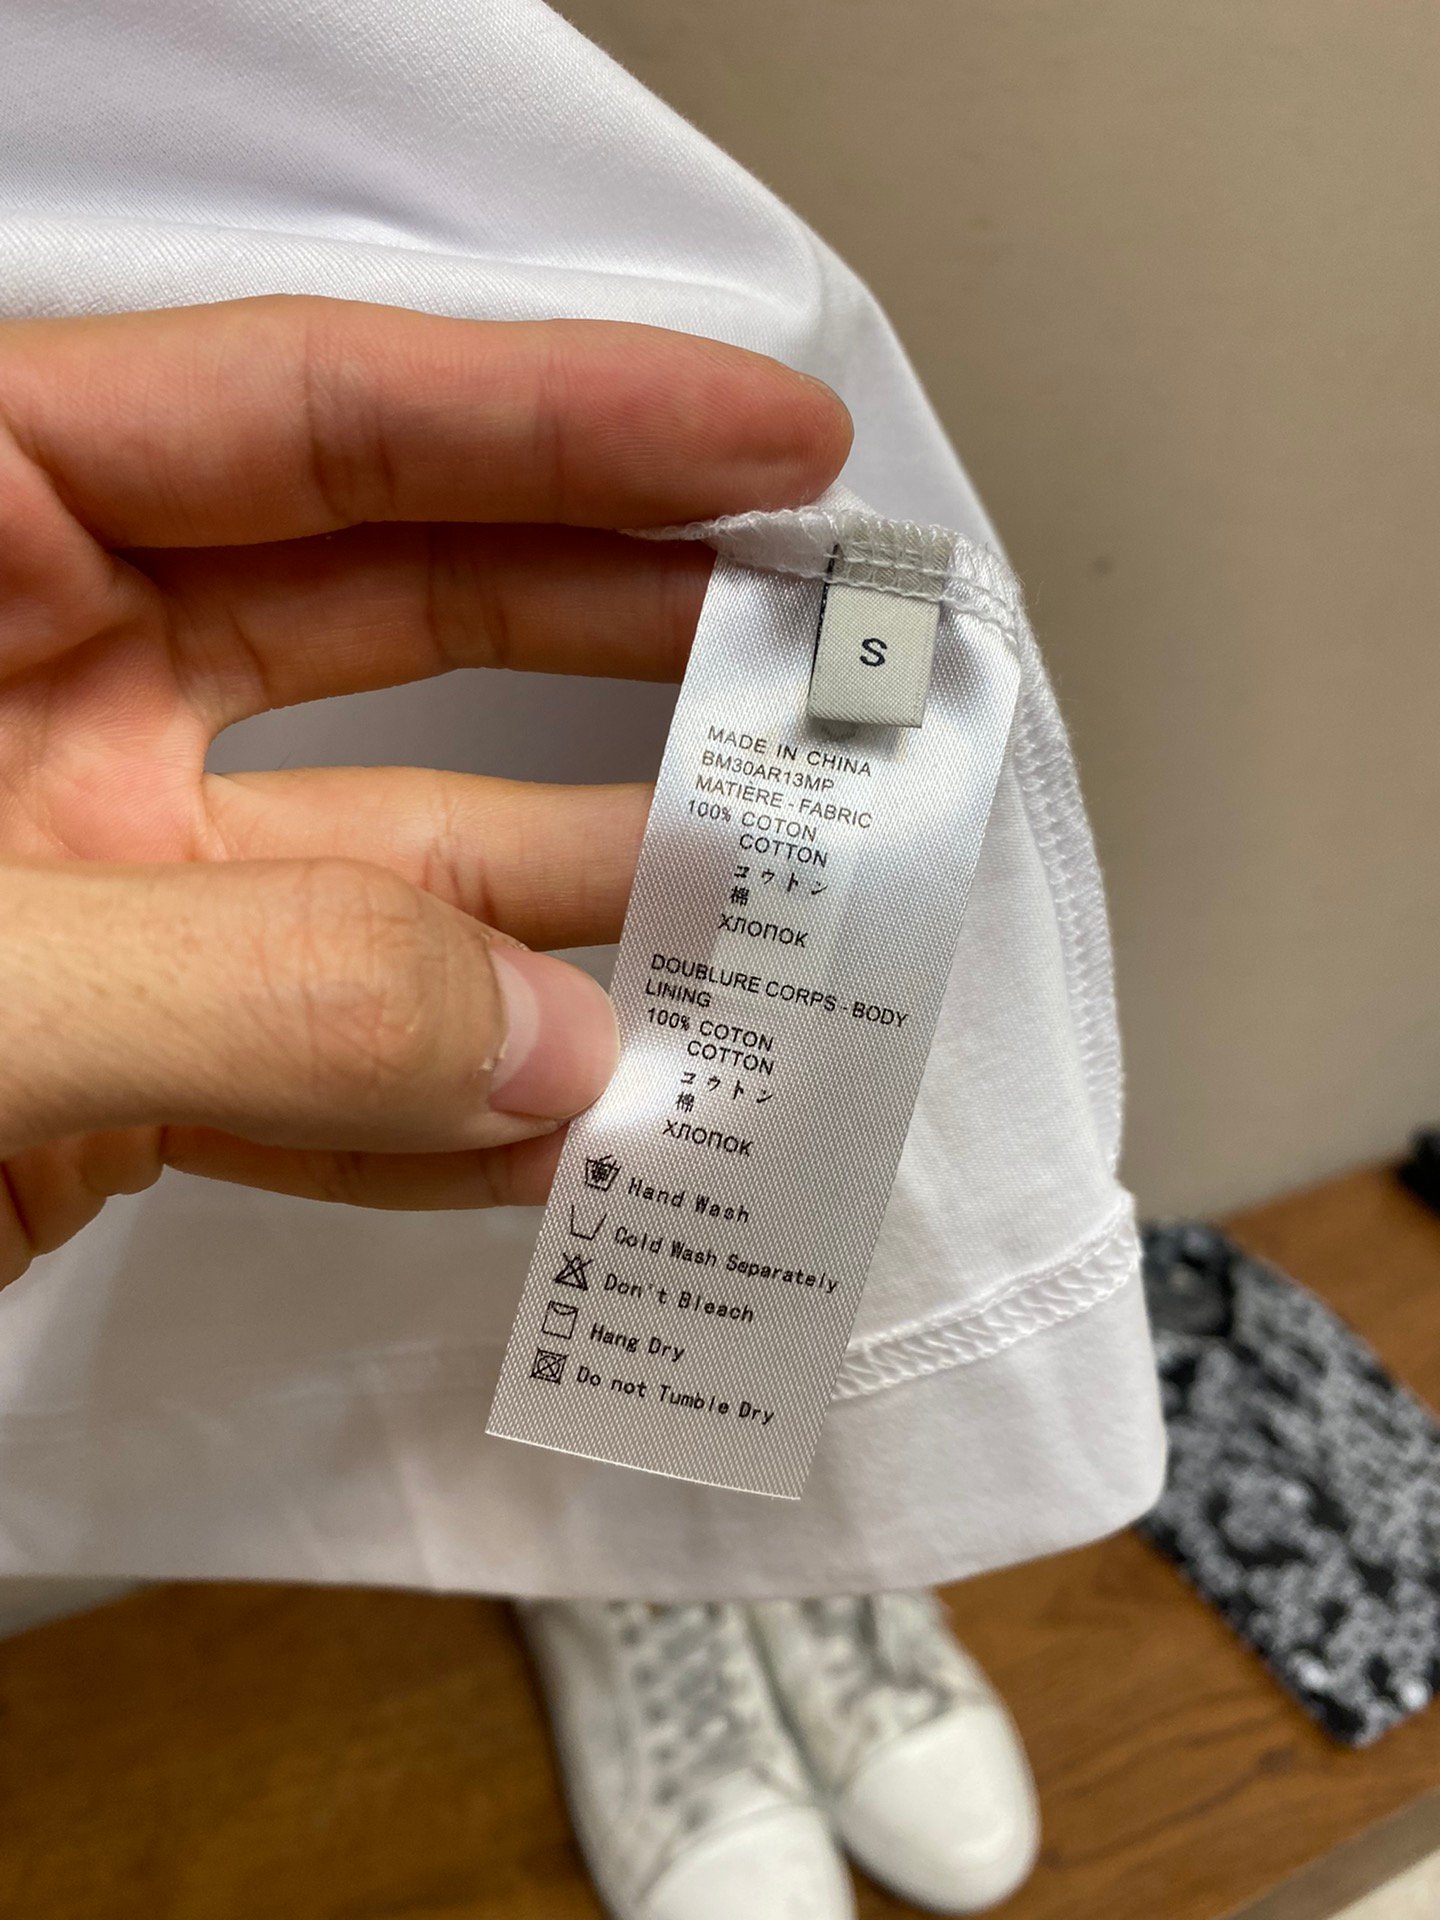 S
MADE IN CHINA
BM30AR13MP
MATIÈRE - FABRIC
100% COTON
COTTON
コウトン
棉
ХЛОПОК
DOUBLURE CORPS - BODY
LINING
100% COTON
COTTON
コウトン
棉
ХЛОПОК
Hand Wash
Cold Wash Separately
Don't Bleach
Hang Dry
Do not Tumble Dry